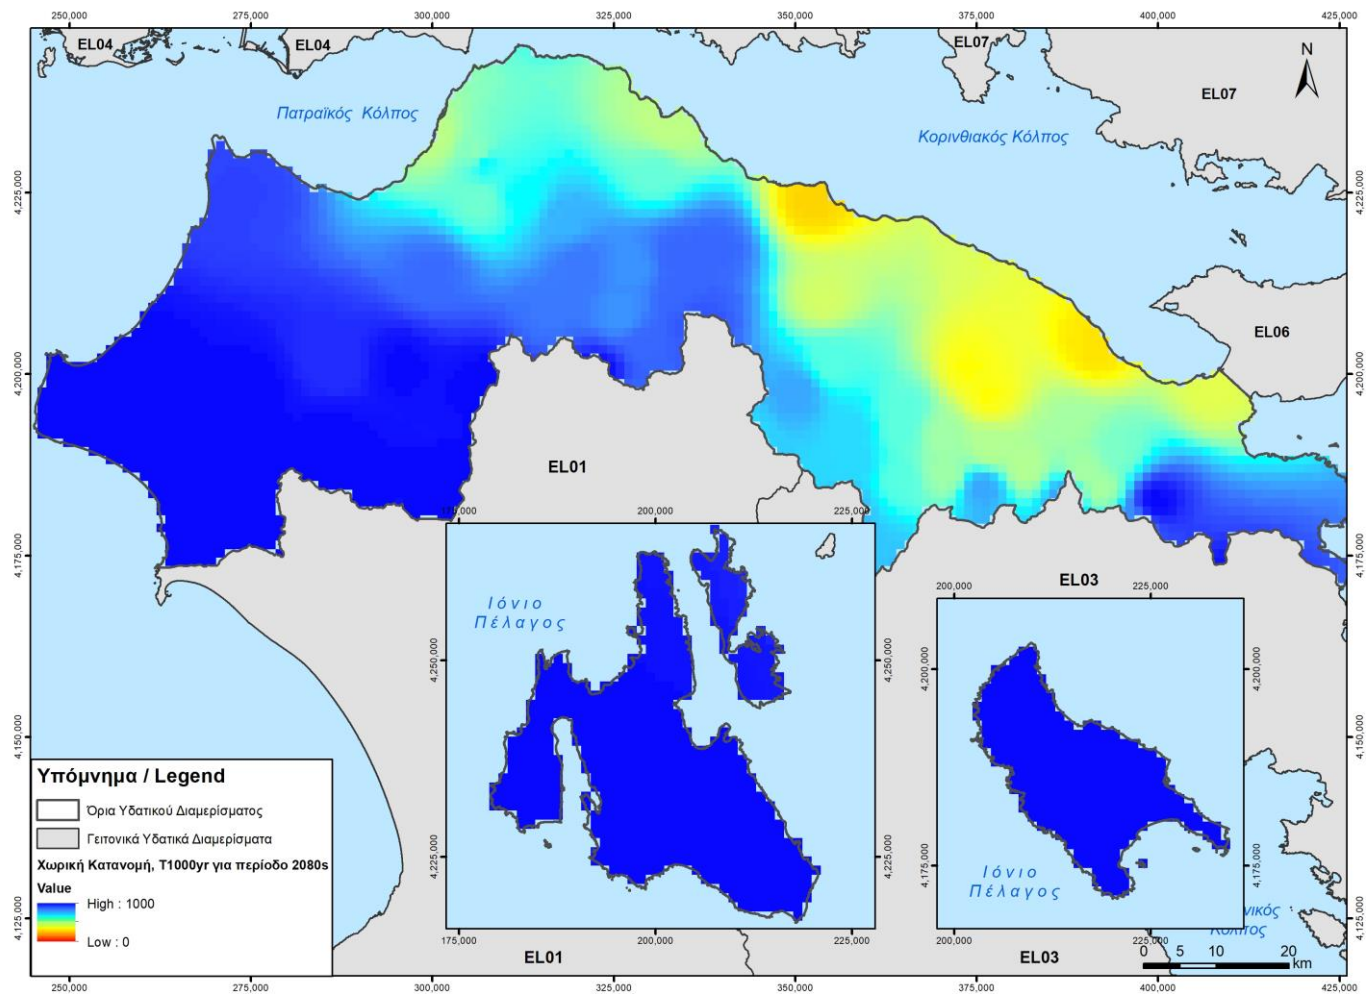 250,000 275,000 300,000 325,000 350,000 375,000 400,000 425,000
EL04 EL04 EL07
N
EL07
Πατραϊκός Κόλπος
Κορινθιακός Κόλπος
4,225,000 4,225,000
EL06
4,200,000 4,200,000
EL01
175,000 200,000 225,000
4,175,000 4,175,000
EL03
200,000 225,000
Ιόνιο
Πέλαγος
4,250,000 4,250,000
4,200,000 4,200,000
4,150,000 4,150,000
Υπόμνημα / Legend
Όρια Υδατικού Διαμερίσματος
Γειτονικά Υδατικά Διαμερίσματα
Χωρική Κατανομή, T1000yr για περίοδο 2080s
Value
High : 1000
Low : 0
4,225,000 4,225,000
4,175,000 4,175,000
Ιόνιο
Πέλαγος
νικός
Κόλπος
4,125,000 4,125,000
175,000 200,000 225,000
200,000 225,000
0 5 10 20
km
EL01 EL03
250,000 275,000 300,000 325,000 350,000 375,000 400,000 425,000